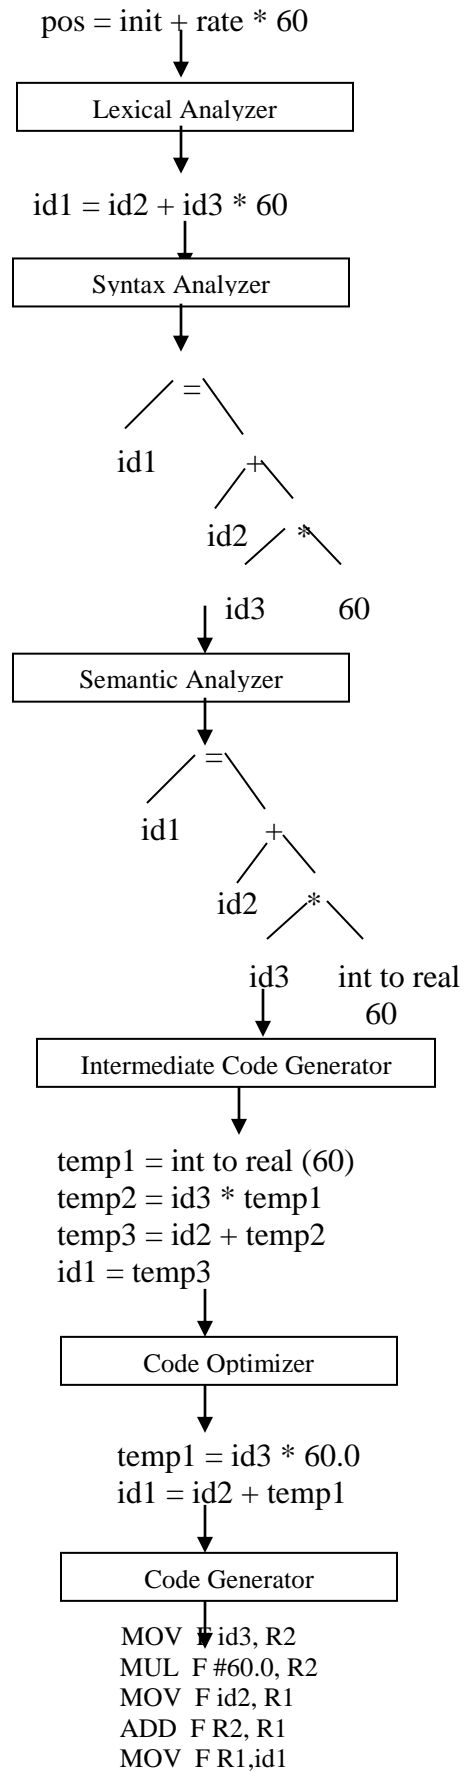 pos = init + rate * 60
Lexical Analyzer
id1 = id2 + id3 * 60
Syntax Analyzer
=
id1
+
id2 *
id3 60
Semantic Analyzer
=
id1
+
id2 *
id3 int to real
60
Intermediate Code Generator
temp1 = int to real (60)
temp2 = id3 * temp1
temp3 = id2 + temp2
id1 = temp3
Code Optimizer
temp1 = id3 * 60.0
id1 = id2 + temp1
Code Generator
MOV F id3, R2
MUL F #60.0, R2
MOV F id2, R1
ADD F R2, R1
MOV F R1,id1